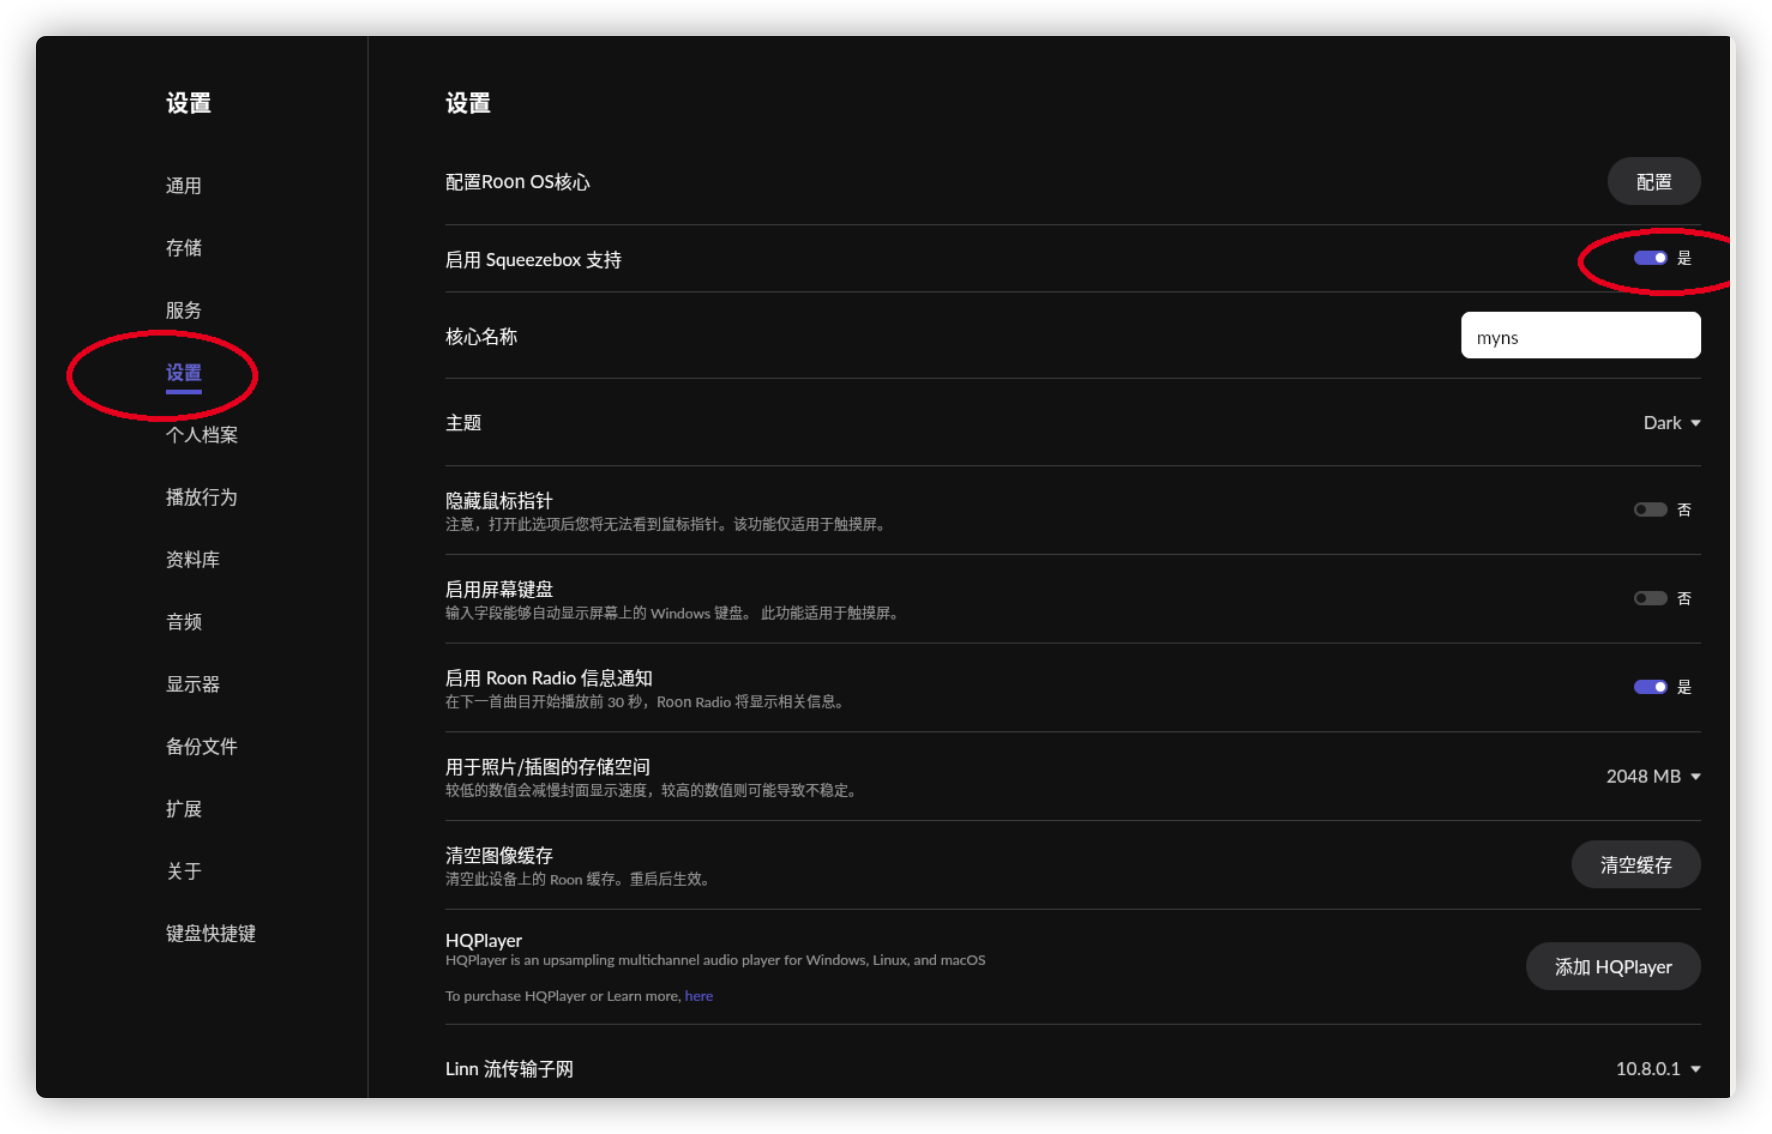 设置
通用
存储
服务
设置
个人档案
播放行为
资料库
音频
显示器
备份文件
扩展
关于
键盘快捷键
设置
配置Roon OS核心
配置
启用 Squeezebox 支持
是
核心名称
myns
主题
Dark
隐藏鼠标指针
注意，打开此选项后您将无法看到鼠标指针。该功能仅适用于触摸屏。
否
启用屏幕键盘
输入字段能够自动显示屏幕上的 Windows 键盘。 此功能适用于触摸屏。
否
启用 Roon Radio 信息通知
在下一首曲目开始播放前 30 秒，Roon Radio 将显示相关信息。
是
用于照片/插图的存储空间
较低的数值会减慢封面显示速度，较高的数值则可能导致不稳定。
2048 MB
清空图像缓存
清空此设备上的 Roon 缓存。重启后生效。
清空缓存
HQPlayer
HQPlayer is an upsampling multichannel audio player for Windows, Linux, and macOS
To purchase HQPlayer or Learn more, here
添加 HQPlayer
Linn 流传输子网
10.8.0.1